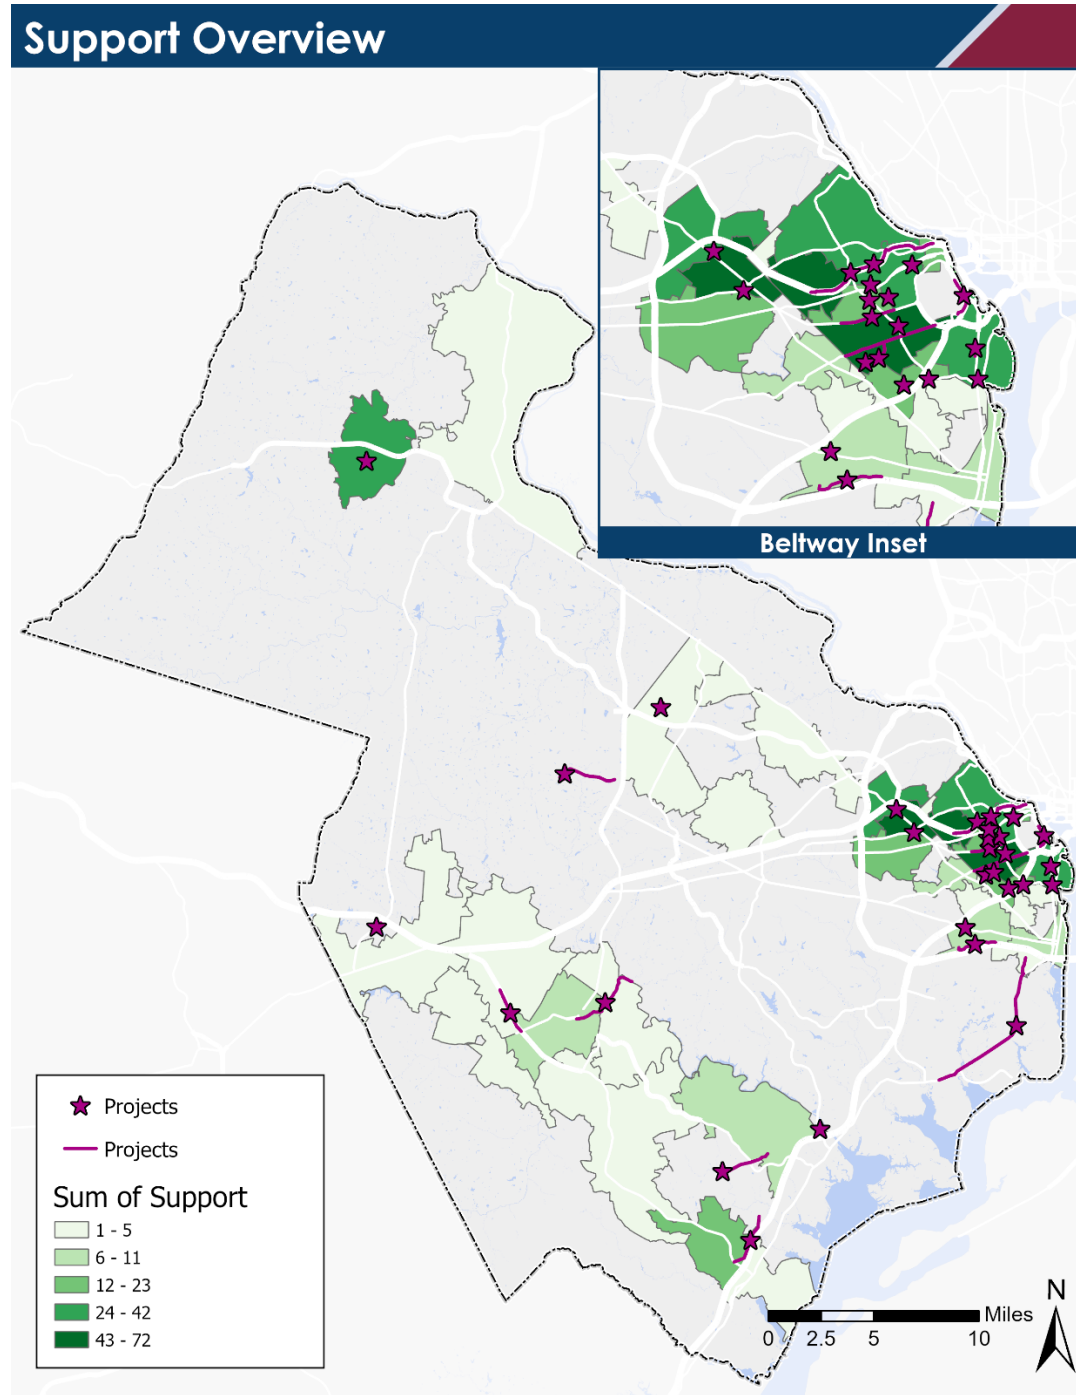 Support Overview
Beltway Inset
Projects
Projects
Sum of Support
1 - 5
6 - 11
12 - 23
24 - 42
43 - 72
N
Miles
0 2.5 5 10